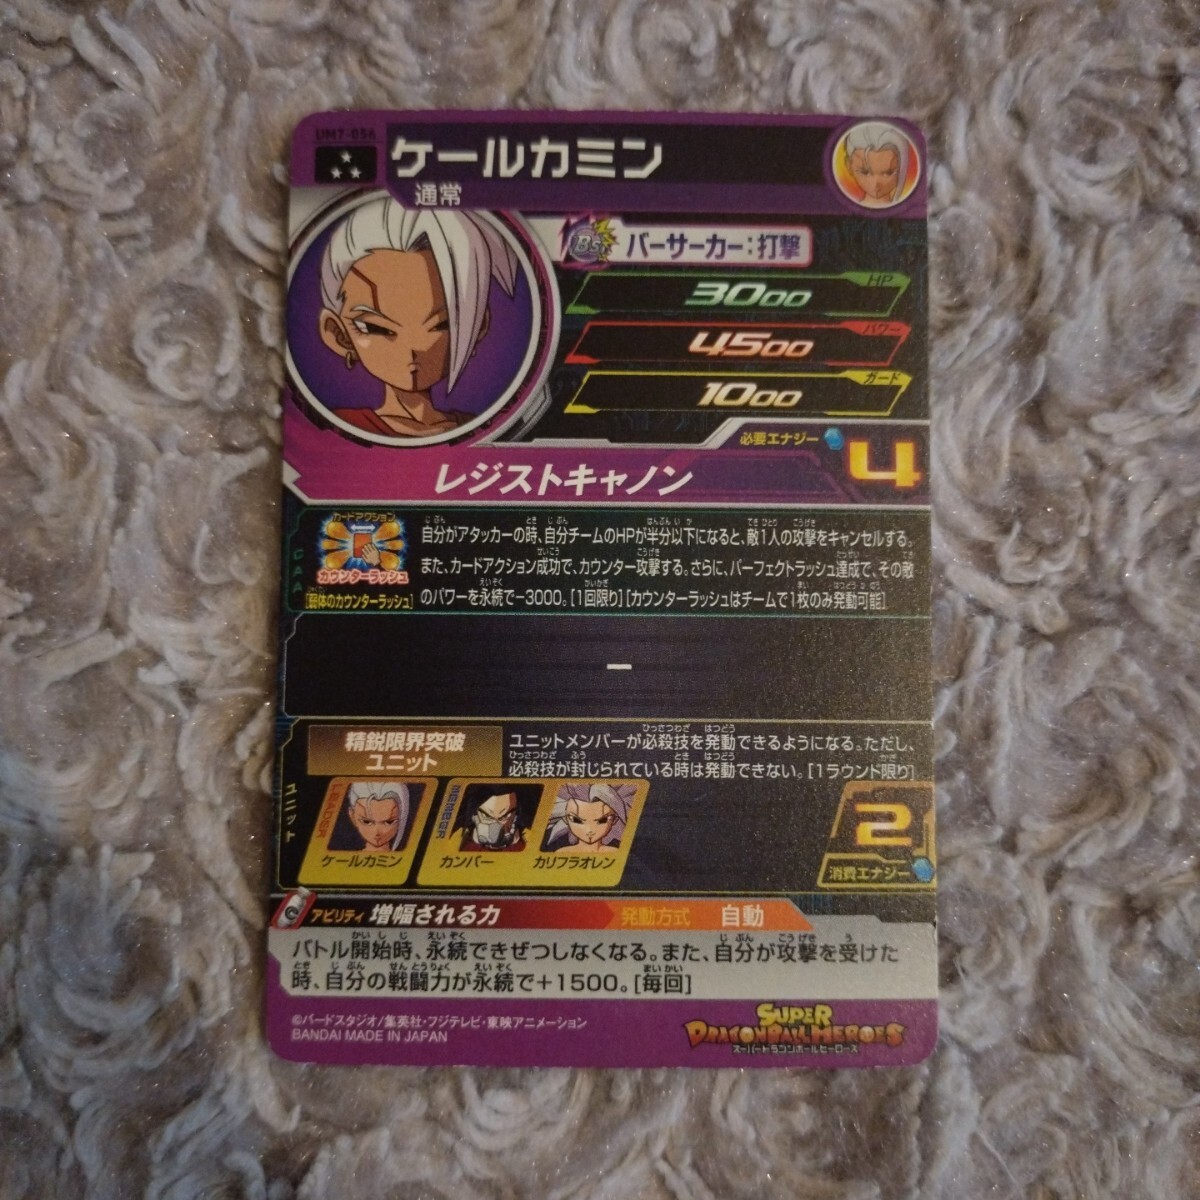 UM7-056
ケールカミン
通常
Bs
バーサーカー:打撃
HP
3000
パワー
4500
ガード
1000
必要エナジー
4
レジストキャノン
CAA
カードアクション
カウンターラッシュ
[弱体のカウンターラッシュ]
自分がアタッカーの時、自分チームのHPが半分以下になると、敵1人の攻撃をキャンセルする。
また、カードアクション成功で、カウンター攻撃する。さらに、パーフェクトラッシュ達成で、その敵
のパワーを永続で-3000。[1回限り][カウンターラッシュはチームで1枚のみ発動可能]
ー
ユニット
精鋭限界突破
ユニット
ユニットメンバーが必殺技を発動できるようになる。ただし、
必殺技が封じられている時は発動できない。[1ラウンド限り]
LEADER
ケールカミン
MEMBER
カンバー
カリフラオレン
2
消費エナジー
アビリティ 増幅される力 発動方式 自動
バトル開始時、永続できぜつしなくなる。また、自分が攻撃を受けた
時、自分の戦闘力が永続で+1500。[毎回]
©バードスタジオ/集英社・フジテレビ・東映アニメーション
BANDAI MADE IN JAPAN
SUPER
DRAGONBALL HEROES
スーパードラゴンボールヒーローズ